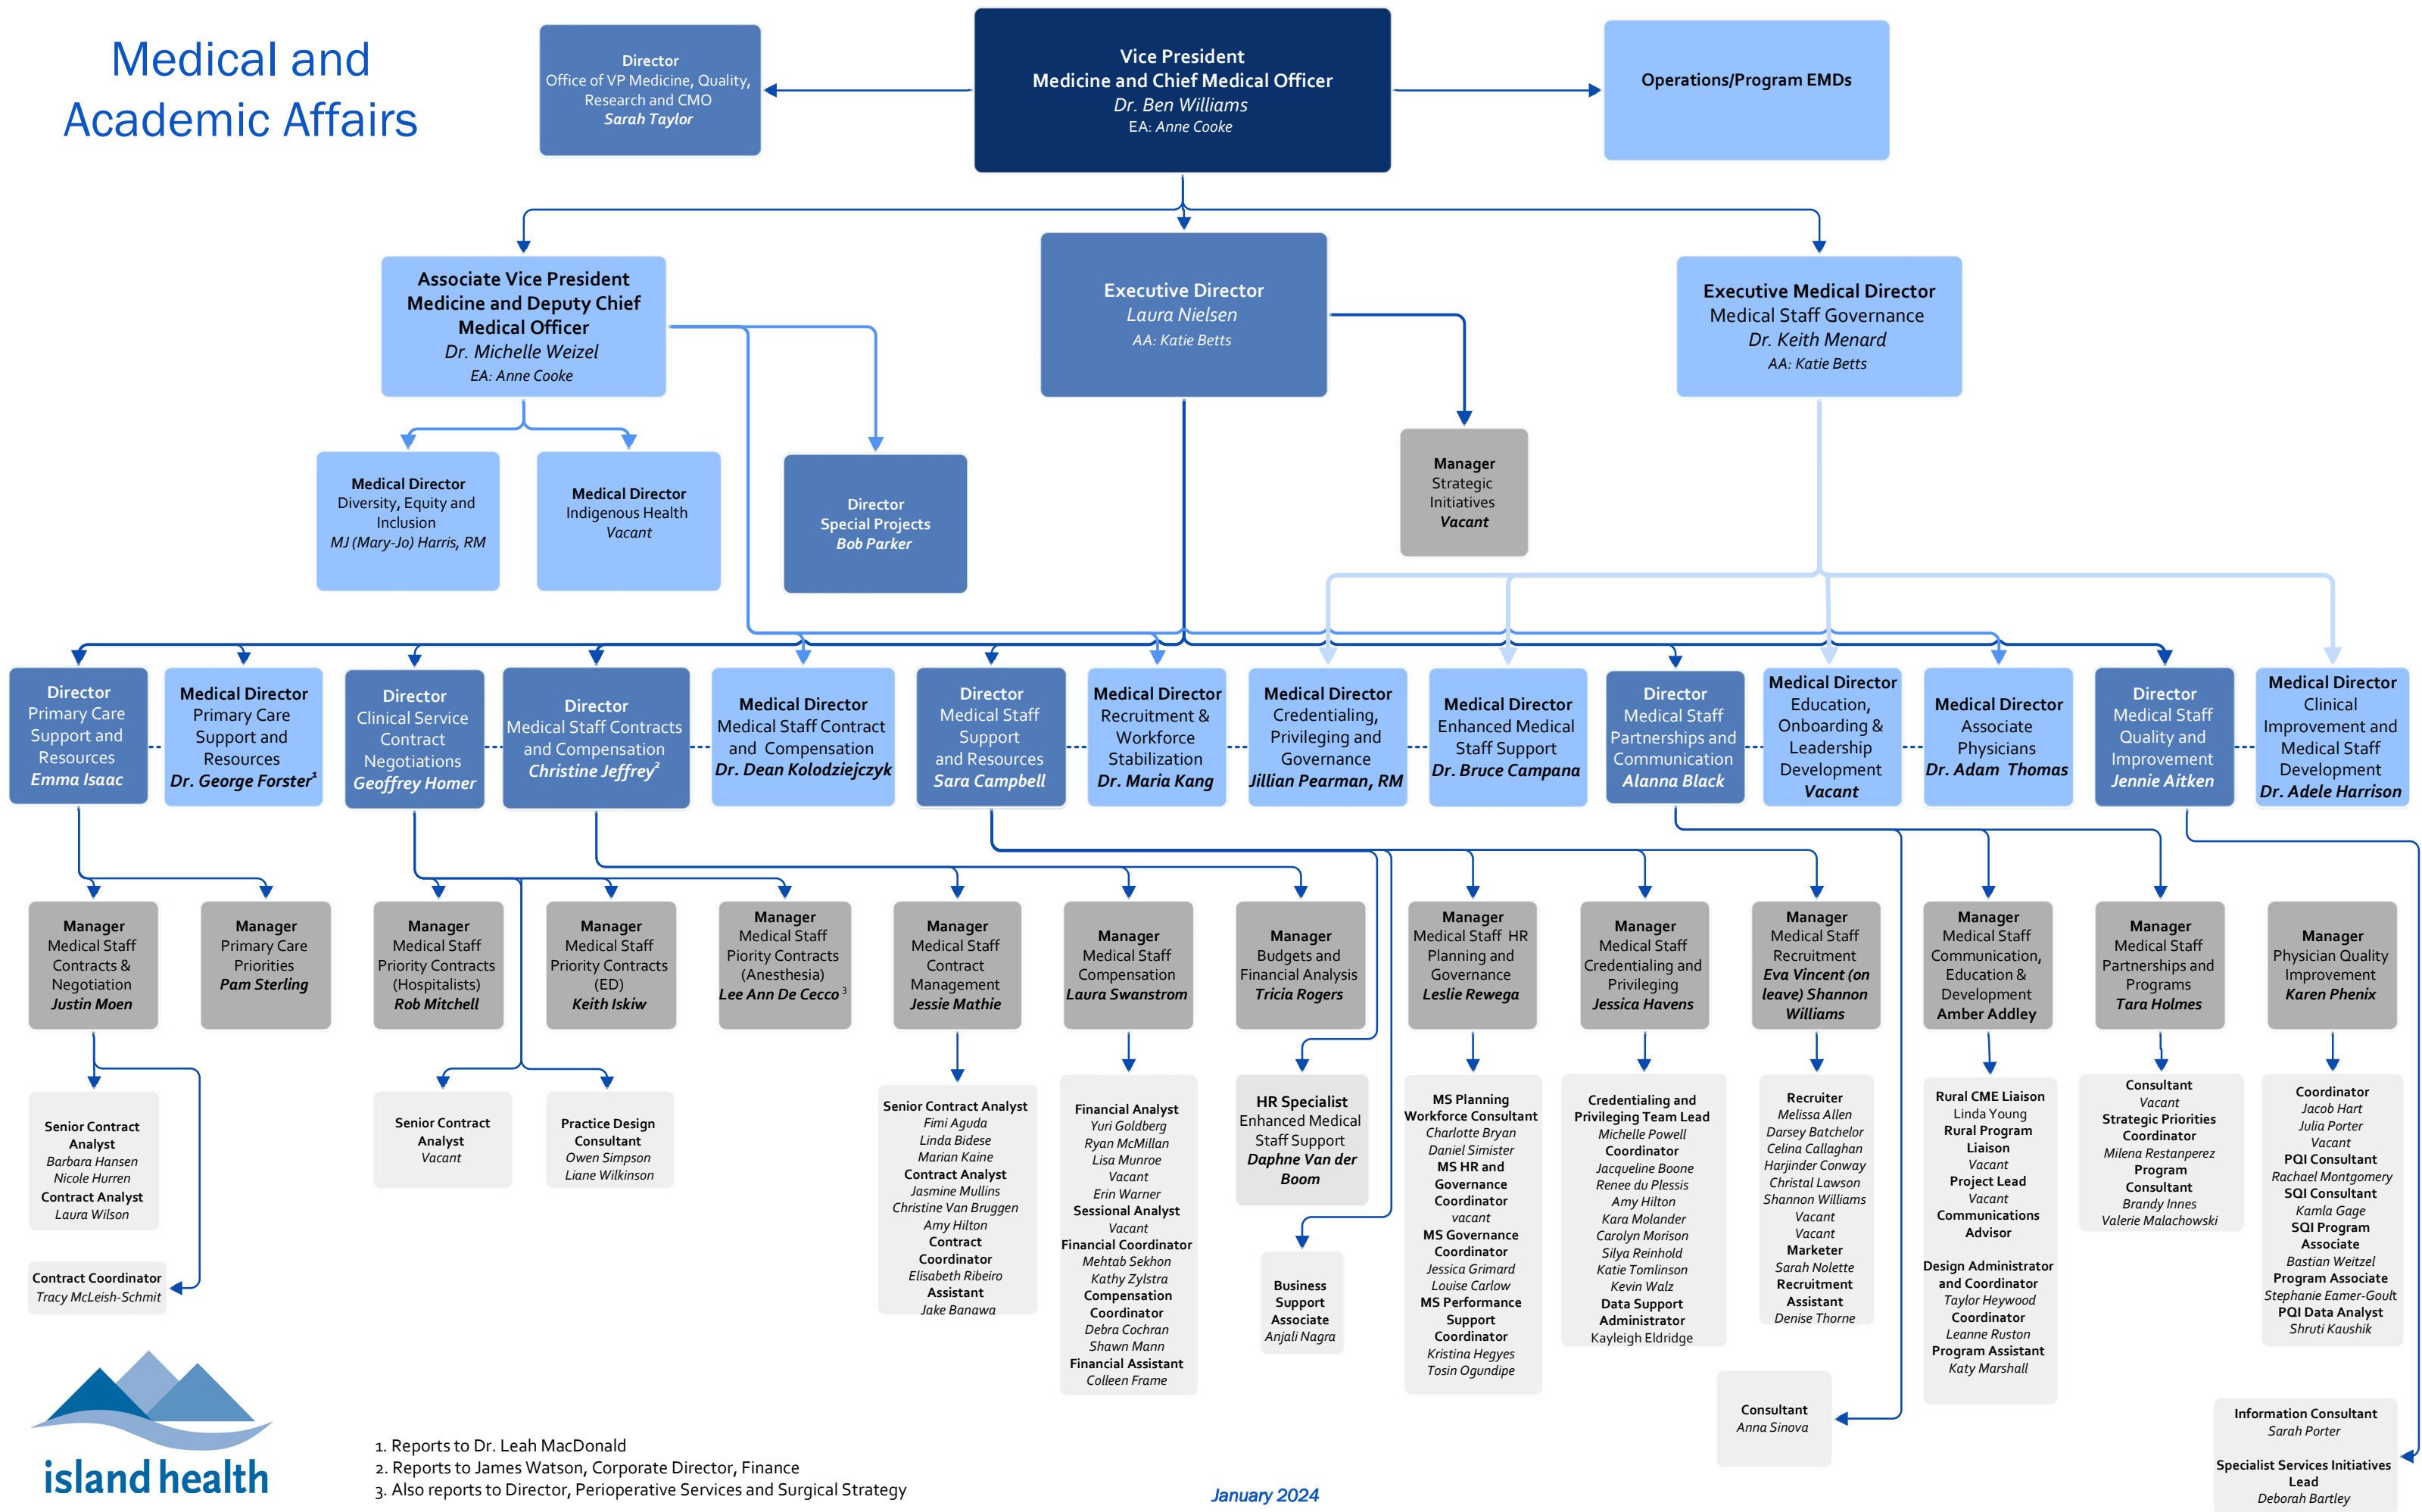 Medical and
Academic Affairs
Director
Office of VP Medicine, Quality,
Research and CMO
Sarah Taylor
Vice President
Medicine and Chief Medical Officer
Dr. Ben Williams
EA: Anne Cooke
Operations/Program EMDs
Associate Vice President
Medicine and Deputy Chief
Medical Officer
Dr. Michelle Weizel
EA: Anne Cooke
Executive Director
Laura Nielsen
AA: Katie Betts
Executive Medical Director
Medical Staff Governance
Dr. Keith Menard
AA: Katie Betts
Medical Director
Diversity, Equity and
Inclusion
MJ (Mary-Jo) Harris, RM
Medical Director
Indigenous Health
Vacant
Director
Special Projects
Bob Parker
Manager
Strategic
Initiatives
Vacant
Director
Primary Care
Support and
Resources
Emma Isaac
Medical Director
Primary Care
Support and
Resources
Dr. George Forster¹
Director
Clinical Service
Contract
Negotiations
Geoffrey Homer
Director
Medical Staff Contracts
and Compensation
Christine Jeffrey²
Medical Director
Medical Staff Contract
and Compensation
Dr. Dean Kolodziejczyk
Director
Medical Staff
Support
and Resources
Sara Campbell
Medical Director
Recruitment &
Workforce
Stabilization
Dr. Maria Kang
Medical Director
Credentialing,
Privileging and
Governance
Jillian Pearman, RM
Medical Director
Enhanced Medical
Staff Support
Dr. Bruce Campana
Director
Medical Staff
Partnerships and
Communication
Alanna Black
Medical Director
Education,
Onboarding &
Leadership
Development
Vacant
Medical Director
Associate
Physicians
Dr. Adam Thomas
Director
Medical Staff
Quality and
Improvement
Jennie Aitken
Medical Director
Clinical
Improvement and
Medical Staff
Development
Dr. Adele Harrison
Manager
Medical Staff
Contracts &
Negotiation
Justin Moen
Manager
Primary Care
Priorities
Pam Sterling
Manager
Medical Staff
Priority Contracts
(Hospitalists)
Rob Mitchell
Manager
Medical Staff
Priority Contracts
(ED)
Keith Iskiw
Manager
Medical Staff
Piority Contracts
(Anesthesia)
Lee Ann De Cecco ³
Manager
Medical Staff
Contract
Management
Jessie Mathie
Manager
Medical Staff
Compensation
Laura Swanstrom
Manager
Budgets and
Financial Analysis
Tricia Rogers
Manager
Medical Staff HR
Planning and
Governance
Leslie Rewega
Manager
Medical Staff
Credentialing and
Privileging
Jessica Havens
Manager
Medical Staff
Recruitment
Eva Vincent (on
leave) Shannon
Williams
Manager
Medical Staff
Communication,
Education &
Development
Amber Addley
Manager
Medical Staff
Partnerships and
Programs
Tara Holmes
Manager
Physician Quality
Improvement
Karen Phenix
Senior Contract
Analyst
Barbara Hansen
Nicole Hurren
Contract Analyst
Laura Wilson
Contract Coordinator
Tracy McLeish-Schmit
Senior Contract
Analyst
Vacant
Practice Design
Consultant
Owen Simpson
Liane Wilkinson
Senior Contract Analyst
Fimi Aguda
Linda Bidese
Marian Kaine
Contract Analyst
Jasmine Mullins
Christine Van Bruggen
Amy Hilton
Contract
Coordinator
Elisabeth Ribeiro
Assistant
Jake Banawa
Financial Analyst
Yuri Goldberg
Ryan McMillan
Lisa Munroe
Vacant
Erin Warner
Sessional Analyst
Vacant
Financial Coordinator
Mehtab Sekhon
Kathy Zylstra
Compensation
Coordinator
Debra Cochran
Shawn Mann
Financial Assistant
Colleen Frame
HR Specialist
Enhanced Medical
Staff Support
Daphne Van der
Boom
Business
Support
Associate
Anjali Nagra
MS Planning
Workforce Consultant
Charlotte Bryan
Daniel Simister
MS HR and
Governance
Coordinator
vacant
MS Governance
Coordinator
Jessica Grimard
Louise Carlow
MS Performance
Support
Coordinator
Kristina Hegyes
Tosin Ogundipe
Credentialing and
Privileging Team Lead
Michelle Powell
Coordinator
Jacqueline Boone
Renee du Plessis
Amy Hilton
Kara Molander
Carolyn Morison
Silya Reinhold
Katie Tomlinson
Kevin Walz
Data Support
Administrator
Kayleigh Eldridge
Recruiter
Melissa Allen
Darsey Batchelor
Celina Callaghan
Harjinder Conway
Christal Lawson
Shannon Williams
Vacant
Vacant
Marketer
Sarah Nolette
Recruitment
Assistant
Denise Thorne
Consultant
Anna Sinova
Rural CME Liaison
Linda Young
Rural Program
Liaison
Vacant
Project Lead
Vacant
Communications
Advisor
Design Administrator
and Coordinator
Taylor Heywood
Coordinator
Leanne Ruston
Program Assistant
Katy Marshall
Consultant
Vacant
Strategic Priorities
Coordinator
Milena Restanperez
Program
Consultant
Brandy Innes
Valerie Malachowski
Coordinator
Jacob Hart
Julia Porter
Vacant
PQI Consultant
Rachael Montgomery
SQI Consultant
Kamla Gage
SQI Program
Associate
Bastian Weitzel
Program Associate
Stephanie Eamer-Goult
PQI Data Analyst
Shruti Kaushik
Information Consultant
Sarah Porter
Specialist Services Initiatives
Lead
Deborah Bartley
island health
1. Reports to Dr. Leah MacDonald
2. Reports to James Watson, Corporate Director, Finance
3. Also reports to Director, Perioperative Services and Surgical Strategy
January 2024